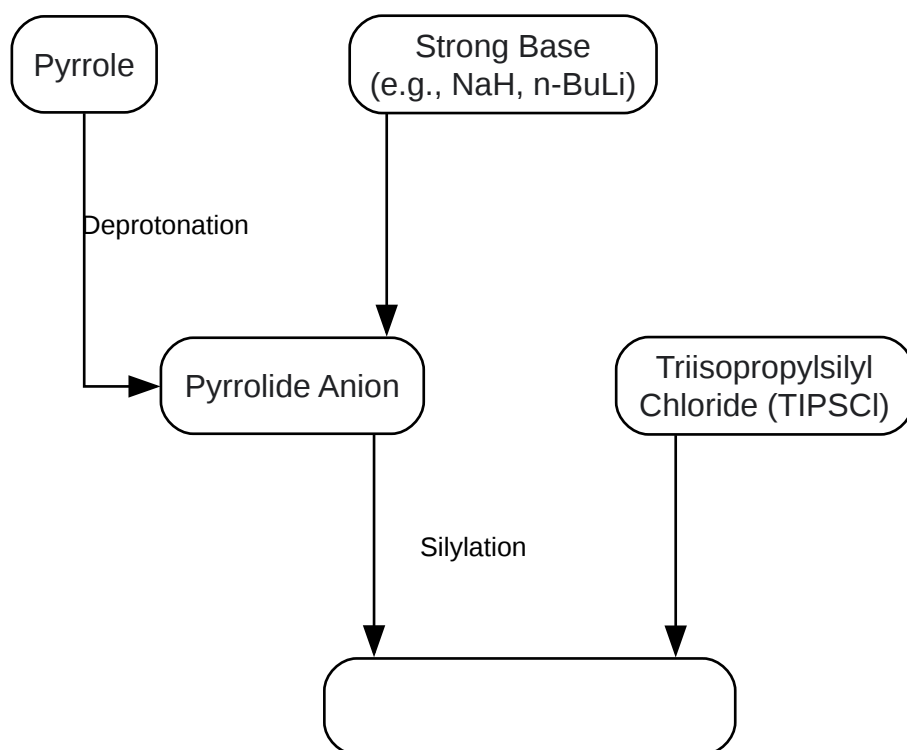 Pyrrole
Strong Base
(e.g., NaH, n-BuLi)
Deprotonation
Pyrrolide Anion
Triisopropylsilyl
Chloride (TIPSCl)
Silylation